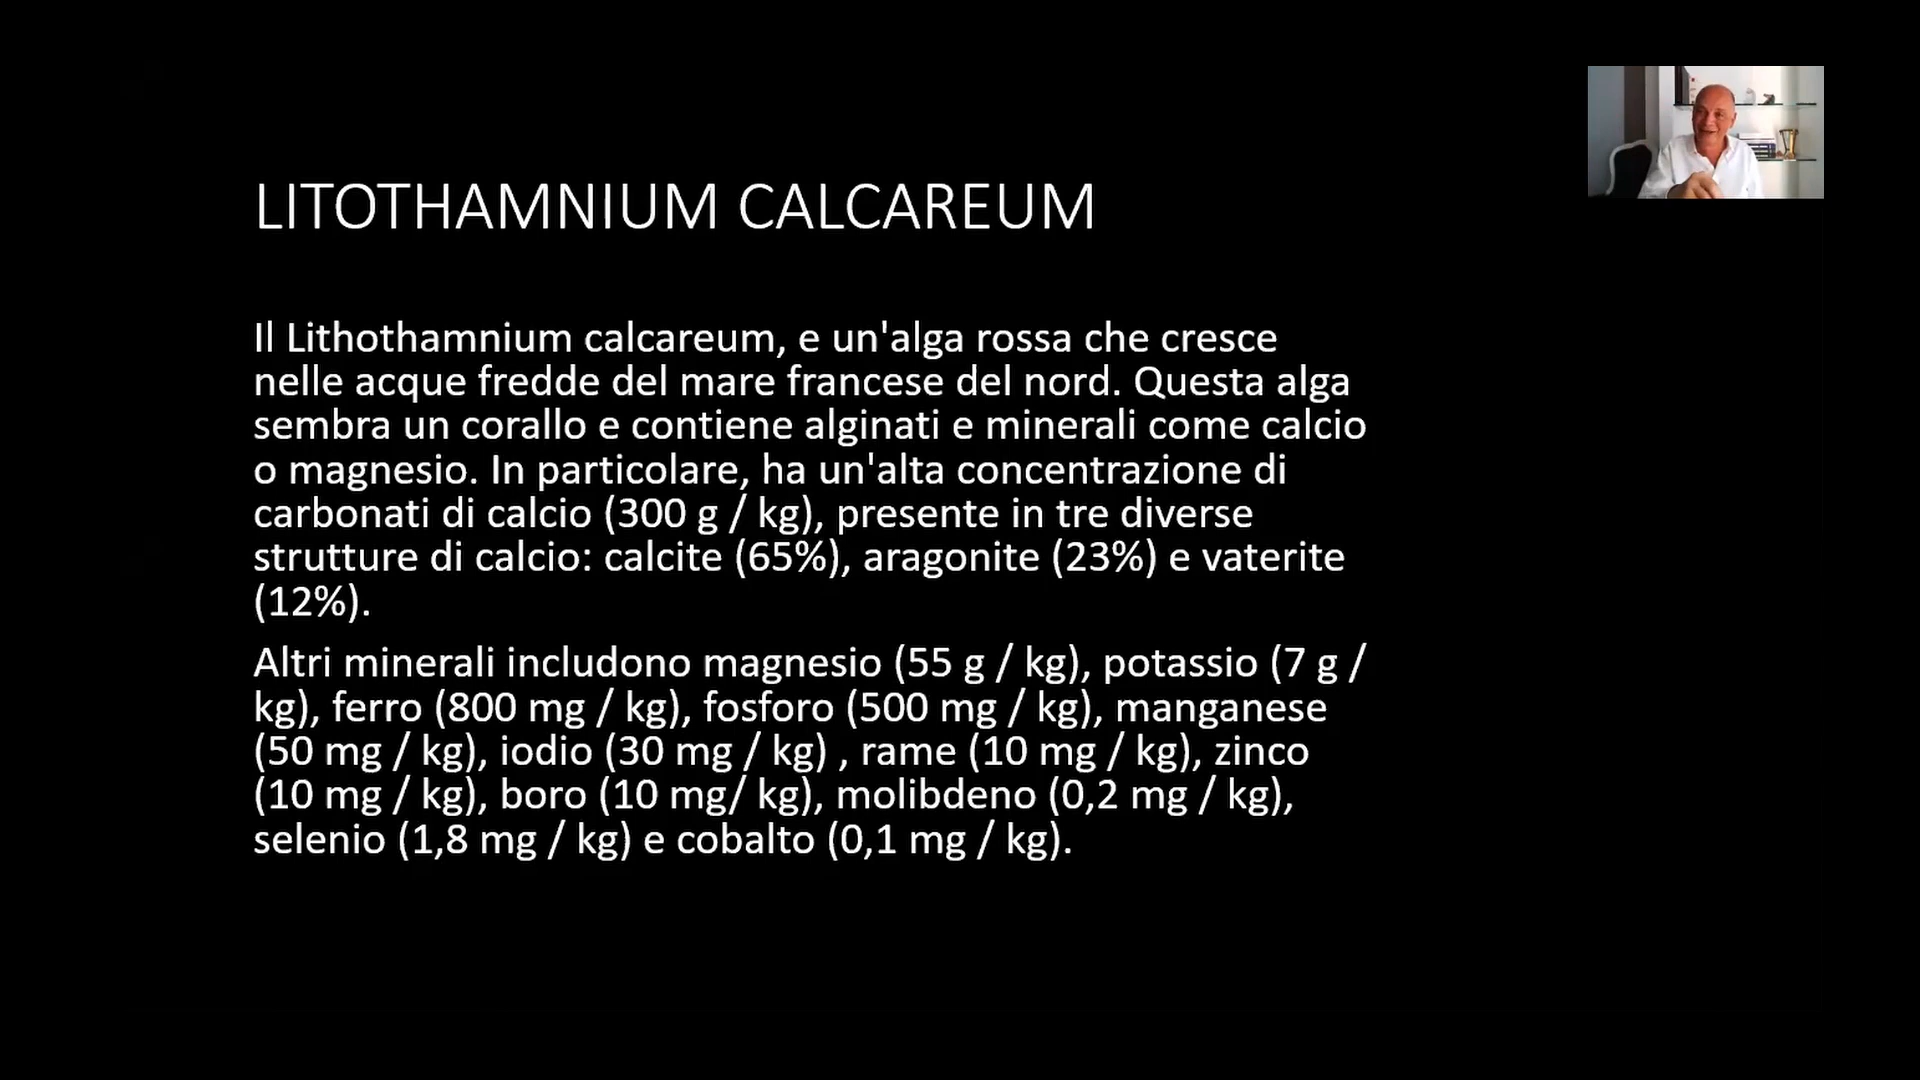 LITOTHAMNIUM CALCAREUM
Il Lithothamnium calcareum, e un'alga rossa che cresce
nelle acque fredde del mare francese del nord. Questa alga
sembra un corallo e contiene alginati e minerali come calcio
o magnesio. In particolare, ha un'alta concentrazione di
carbonati di calcio (300 g / kg), presente in tre diverse
strutture di calcio: calcite (65%), aragonite (23%) e vaterite
(12%).
Altri minerali includono magnesio (55 g / kg), potassio (7 g /
kg), ferro (800 mg / kg), fosforo (500 mg / kg), manganese
(50 mg / kg), iodio (30 mg / kg) , rame (10 mg / kg), zinco
(10 mg / kg), boro (10 mg/ kg), molibdeno (0,2 mg / kg),
selenio (1,8 mg / kg) e cobalto (0,1 mg / kg).